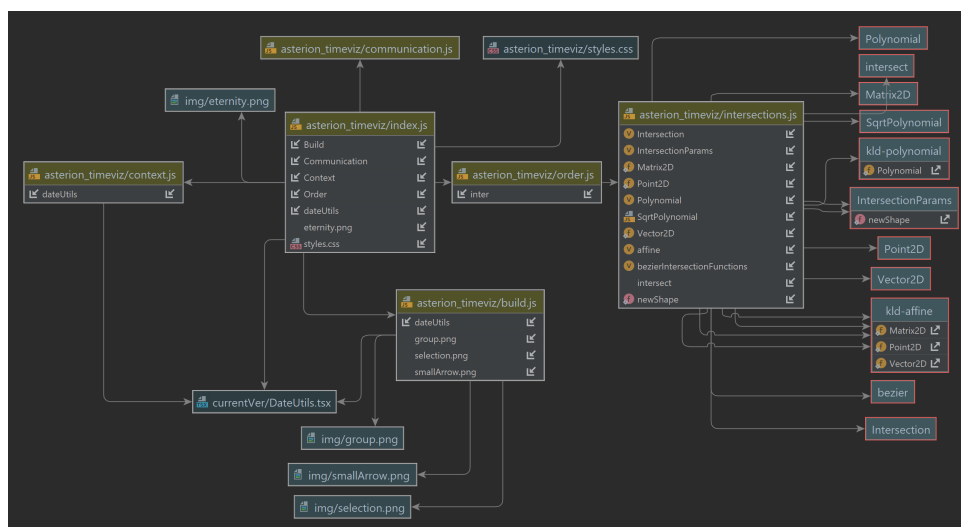 asterion_timeviz/communication.js
asterion_timeviz/styles.css
Polynomial
intersect
Matrix2D
SqrtPolynomial
kld-polynomial
Polynomial
IntersectionParams
newShape
Point2D
Vector2D
kld-affine
Matrix2D
Point2D
Vector2D
bezier
Intersection
img/eternity.png
asterion_timeviz/index.js
Build
Communication
Context
Order
dateUtils
eternity.png
styles.css
asterion_timeviz/context.js
dateUtils
asterion_timeviz/order.js
inter
asterion_timeviz/intersections.js
Intersection
IntersectionParams
Matrix2D
Point2D
Polynomial
SqrtPolynomial
Vector2D
affine
bezierIntersectionFunctions
intersect
newShape
asterion_timeviz/build.js
dateUtils
group.png
selection.png
smallArrow.png
currentVer/DateUtils.tsx
img/group.png
img/smallArrow.png
img/selection.png